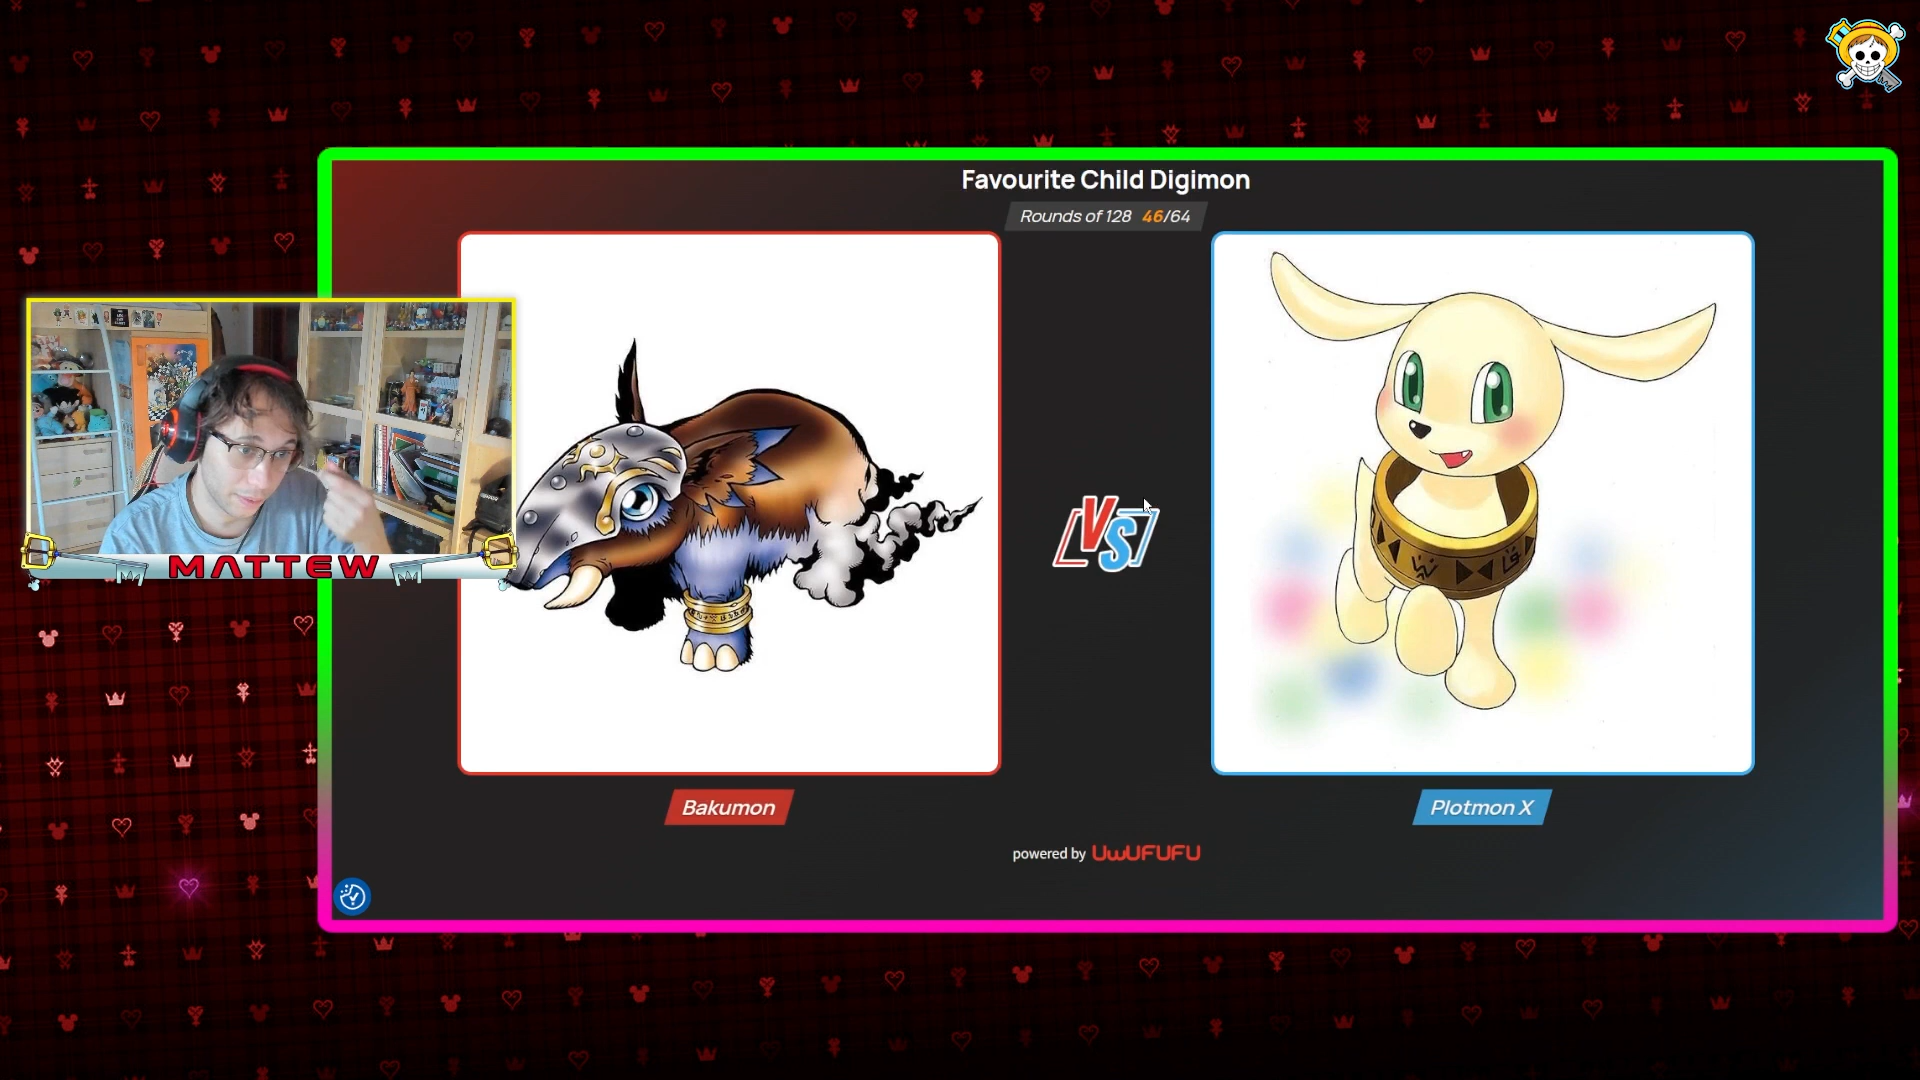 Favourite Child Digimon
Rounds of 128 46/64
VS
MATTEW
Bakumon
Plotmon X
powered by UwUFUFU